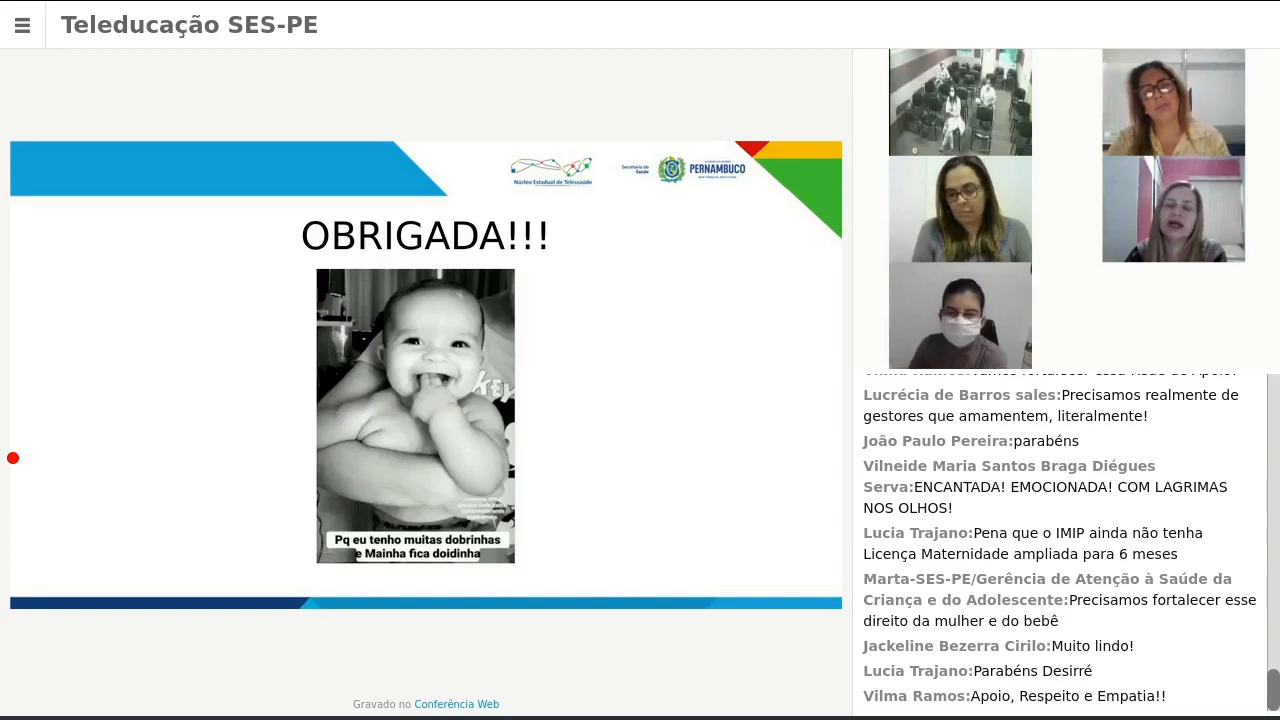 Teleducação SES-PE
Núcleo Estadual de Telessaúde
Secretaria de
Saúde
PERNAMBUCO
OBRIGADA!!!
Pq eu tenho muitas dobrinhas
e Mainha fica doidinha
Gravado no Conferência Web
Lucrécia de Barros sales:Precisamos realmente de
gestores que amamentem, literalmente!
João Paulo Pereira:parabéns
Vilneide Maria Santos Braga Diégues
Serva:ENCANTADA! EMOCIONADA! COM LAGRIMAS
NOS OLHOS!
Lucia Trajano:Pena que o IMIP ainda não tenha
Licença Maternidade ampliada para 6 meses
Marta-SES-PE/Gerência de Atenção à Saúde da
Criança e do Adolescente:Precisamos fortalecer esse
direito da mulher e do bebê
Jackeline Bezerra Cirilo:Muito lindo!
Lucia Trajano:Parabéns Desirré
Vilma Ramos:Apoio, Respeito e Empatia!!